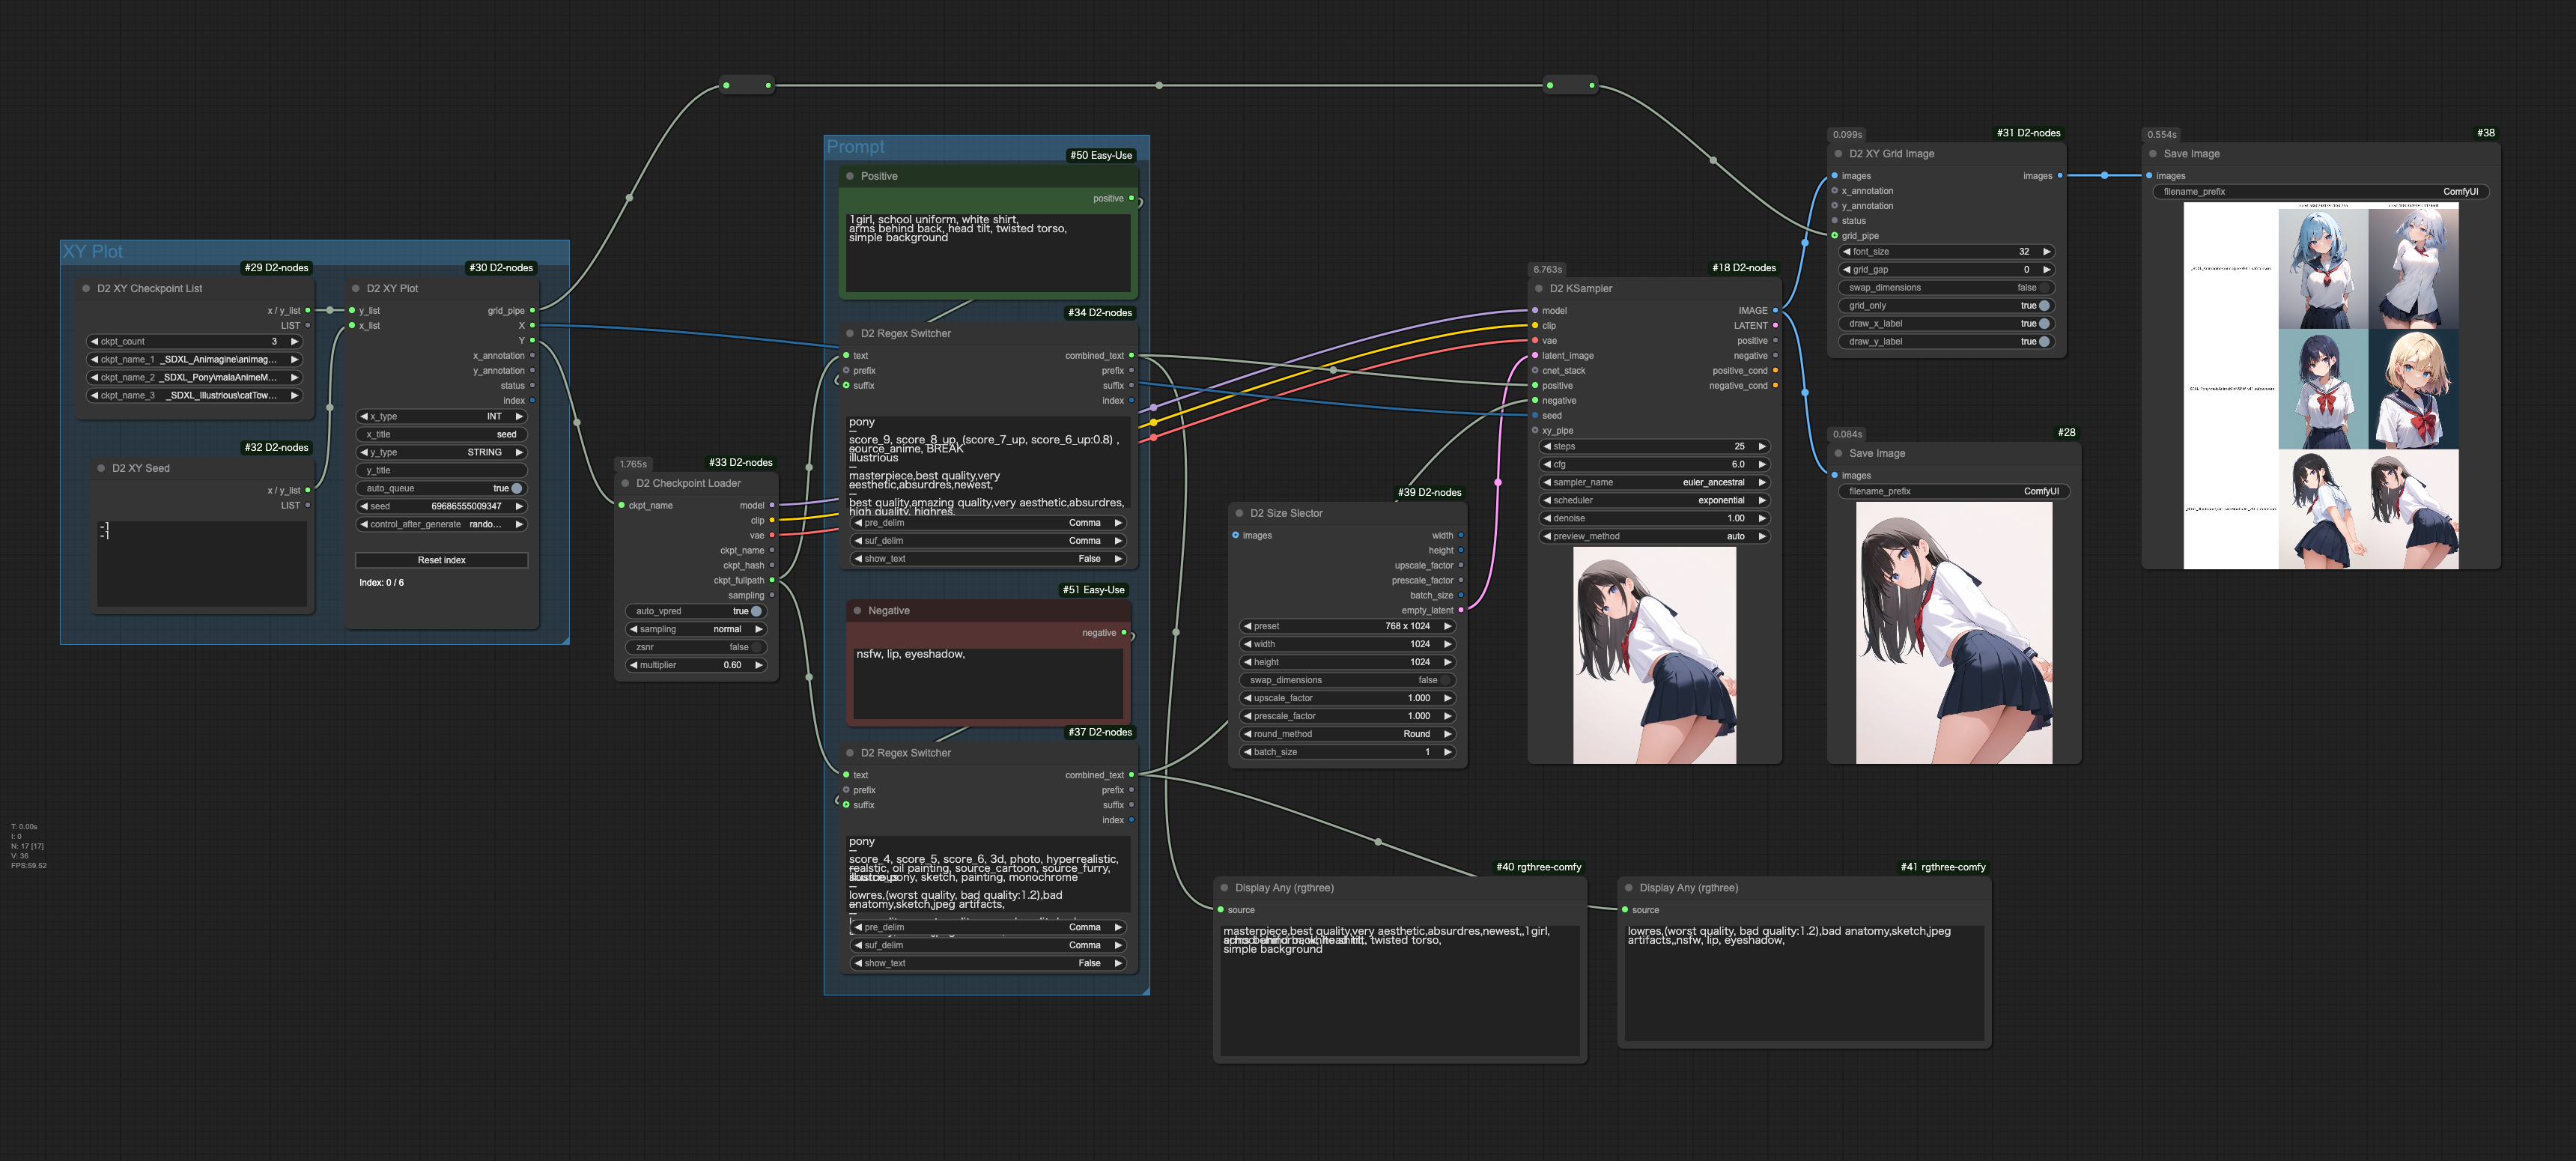 XY Plot
#29 D2-nodes
D2 XY Checkpoint List
x / y_list
LIST
ckpt_count 3
ckpt_name_1 _SDXL_Animagine\animag...
ckpt_name_2 _SDXL_Pony\malaAnimeM...
ckpt_name_3 _SDXL_Illustrious\catTow...
#32 D2-nodes
D2 XY Seed
x / y_list
LIST
-1
-1
#30 D2-nodes
D2 XY Plot
y_list grid_pipe
x_list X
Y
x_annotation
y_annotation
status
index
x_type INT
x_title seed
y_type STRING
y_title
auto_queue true
seed 69686555009347
control_after_generate rando...
Reset index
Index: 0 / 6
1.765s
#33 D2-nodes
D2 Checkpoint Loader
ckpt_name model
clip
vae
ckpt_name
ckpt_hash
ckpt_fullpath
sampling
auto_vpred true
sampling normal
zsnr false
multiplier 0.60
Prompt
#50 Easy-Use
Positive
positive
1girl, school uniform, white shirt,
arms behind back, head tilt, twisted torso,
simple background
#34 D2-nodes
D2 Regex Switcher
text combined_text
prefix prefix
suffix suffix
index
pony
--
score_9, score_8_up, (score_7_up, score_6_up:0.8) ,
source_anime, BREAK
illustrious
--
masterpiece,best quality,very
aesthetic,absurdres,newest,
--
best quality,amazing quality,very aesthetic,absurdres,
high quality, highres,
pre_delim Comma
suf_delim Comma
show_text False
#51 Easy-Use
Negative
negative
nsfw, lip, eyeshadow,
#37 D2-nodes
D2 Regex Switcher
text combined_text
prefix prefix
suffix suffix
index
pony
--
score_4, score_5, score_6, 3d, photo, hyperrealistic,
realstic, oil painting, source_cartoon, source_furry,
source_pony, sketch, painting, monochrome
illustrious
--
lowres,(worst quality, bad quality:1.2),bad
anatomy,sketch,jpeg artifacts,
--
pre_delim Comma
suf_delim Comma
show_text False
#39 D2-nodes
D2 Size Slector
images width
height
upscale_factor
prescale_factor
batch_size
empty_latent
preset 768 x 1024
width 1024
height 1024
swap_dimensions false
upscale_factor 1.000
prescale_factor 1.000
round_method Round
batch_size 1
6.763s
#18 D2-nodes
D2 KSampler
model IMAGE
clip LATENT
vae positive
latent_image negative
cnet_stack positive_cond
positive negative_cond
negative
seed
xy_pipe
steps 25
cfg 6.0
sampler_name euler_ancestral
scheduler exponential
denoise 1.00
preview_method auto
0.099s
#31 D2-nodes
D2 XY Grid Image
images images
x_annotation
y_annotation
status
grid_pipe
font_size 32
grid_gap 0
swap_dimensions false
grid_only true
draw_x_label true
draw_y_label true
0.084s
#28
Save Image
images
filename_prefix ComfyUI
0.554s
#38
Save Image
images
filename_prefix ComfyUI
#40 rgthree-comfy
Display Any (rgthree)
source
masterpiece,best quality,very aesthetic,absurdres,newest,,1girl,
school uniform, white shirt,
arms behind back, head tilt, twisted torso,
simple background
#41 rgthree-comfy
Display Any (rgthree)
source
lowres,(worst quality, bad quality:1.2),bad anatomy,sketch,jpeg
artifacts,,nsfw, lip, eyeshadow,
T: 0.00s
I: 0
N: 17 [17]
V: 36
FPS:59.52